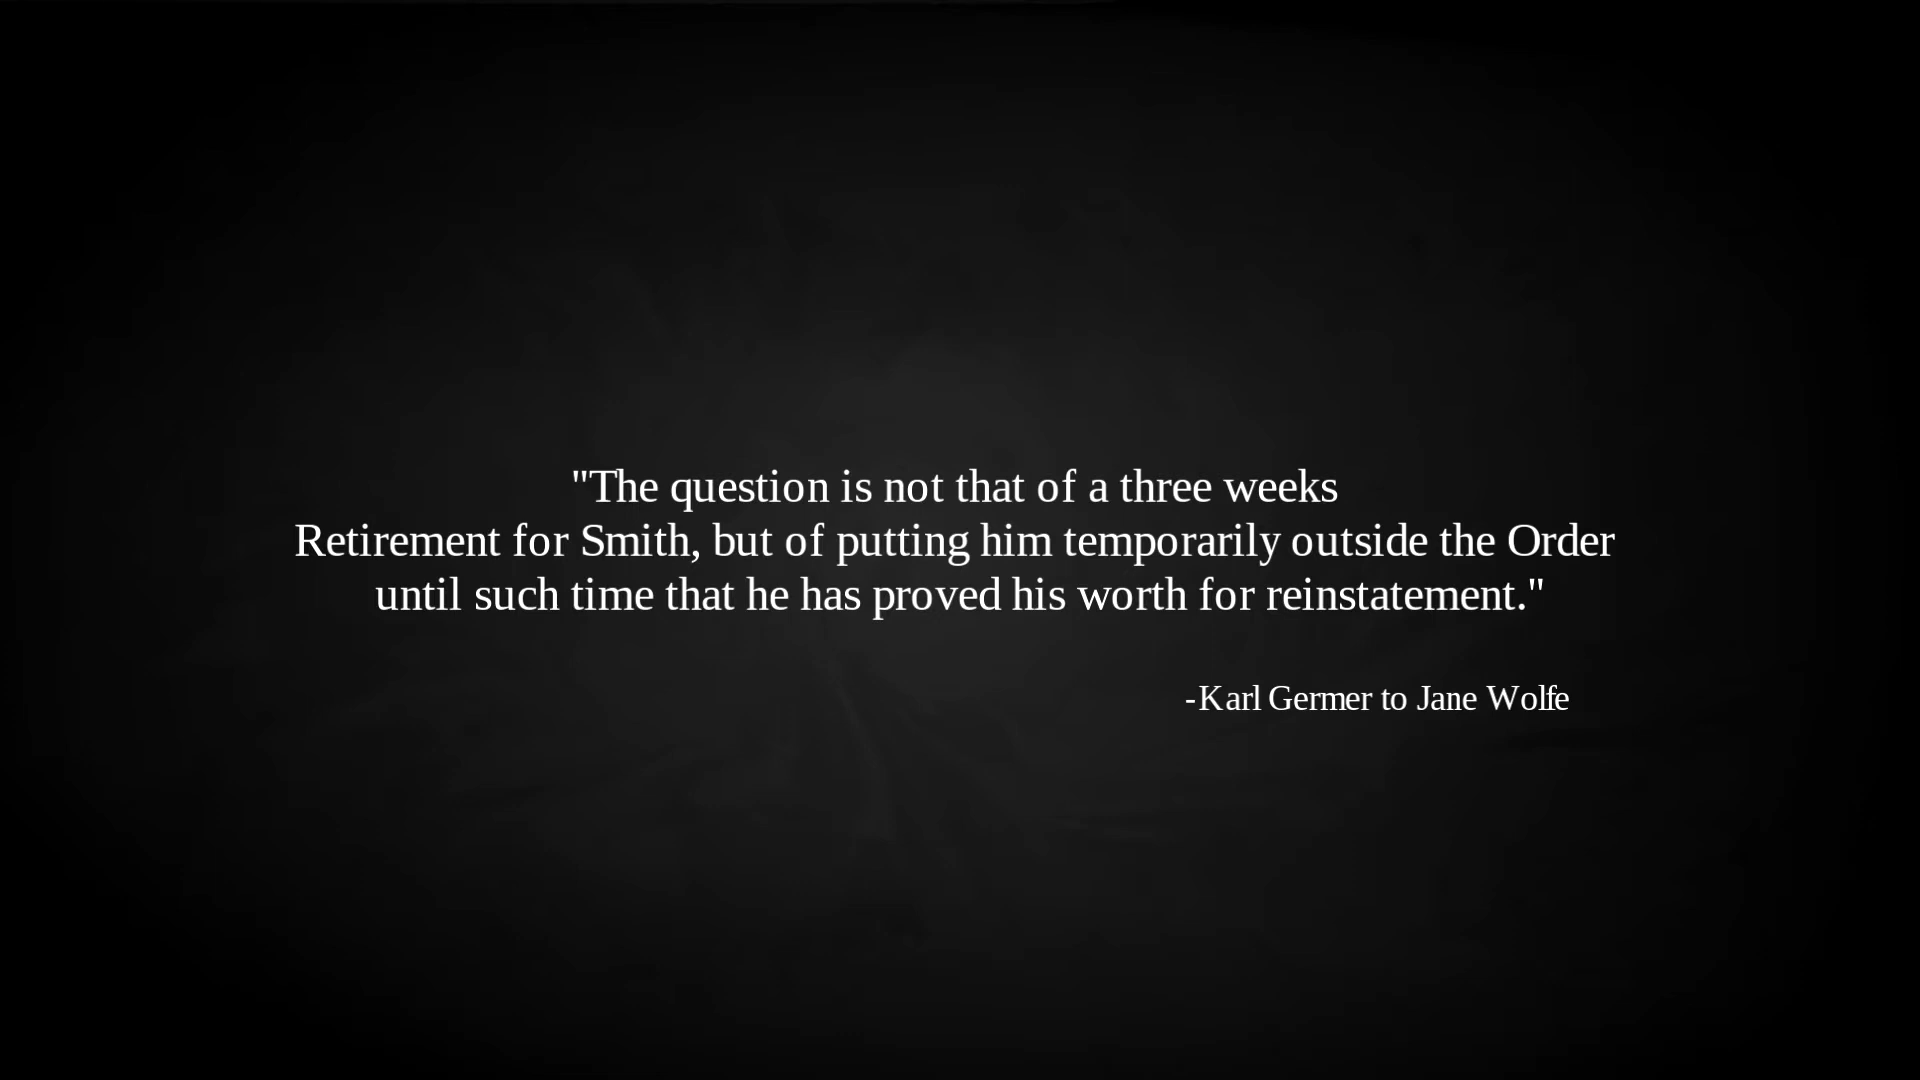 "The question is not that of a three weeks
Retirement for Smith, but of putting him temporarily outside the Order
until such time that he has proved his worth for reinstatement."
-Karl Germer to Jane Wolfe